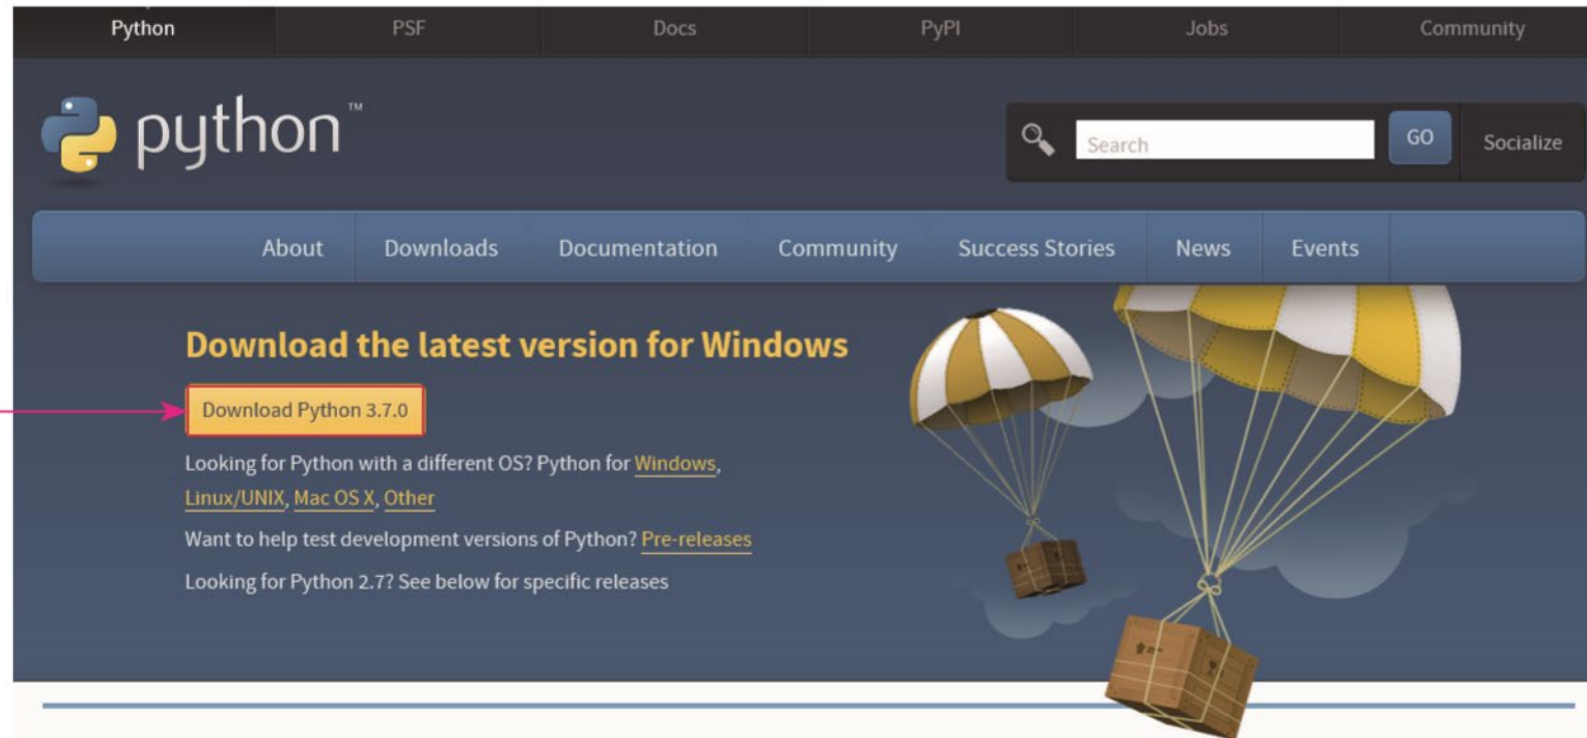 Python PSF Docs PyPI Jobs Community
python™
Search GO Socialize
About Downloads Documentation Community Success Stories News Events
Download the latest version for Windows
Download Python 3.7.0
Looking for Python with a different OS? Python for Windows,
Linux/UNIX, Mac OS X, Other
Want to help test development versions of Python? Pre-releases
Looking for Python 2.7? See below for specific releases